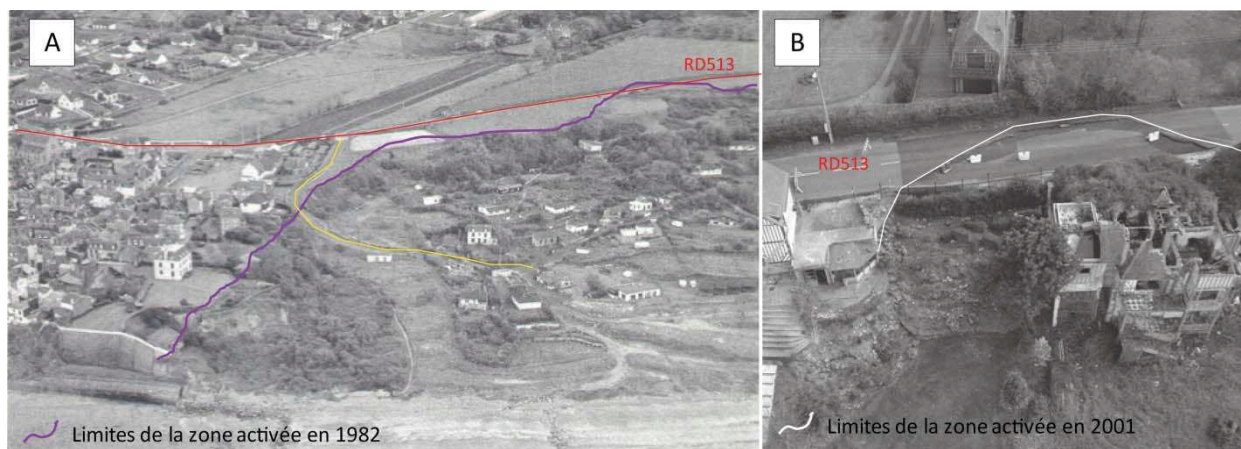 A
RD513
Limites de la zone activée en 1982
B
RD513
Limites de la zone activée en 2001